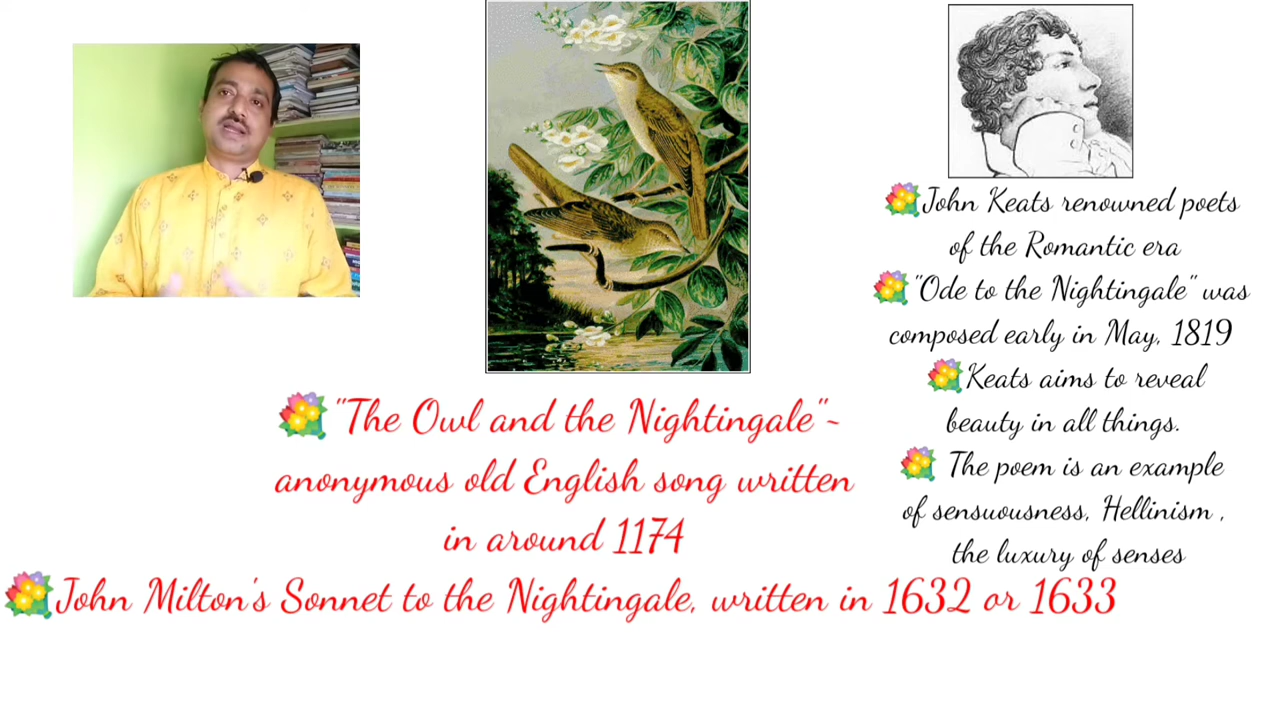 John Keats renowned poets
of the Romantic era
"Ode to the Nightingale" was
composed early in May, 1819
Keats aims to reveal
beauty in all things.
The poem is an example
of sensuousness, Hellinism ,
the luxury of senses
"The Owl and the Nightingale"~
anonymous old English song written
in around 1174
John Milton's Sonnet to the Nightingale, written in 1632 or 1633